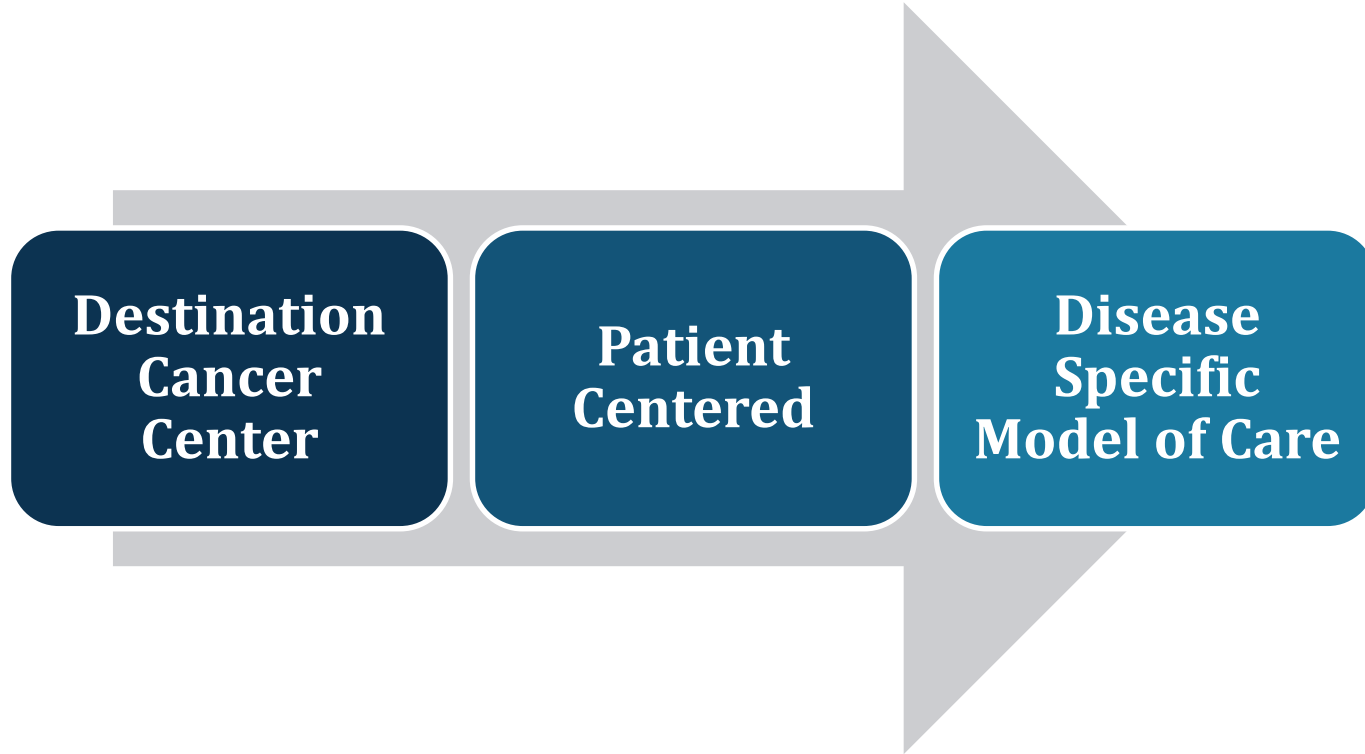 Destination
Cancer
Center
Patient
Centered
Disease
Specific
Model of Care